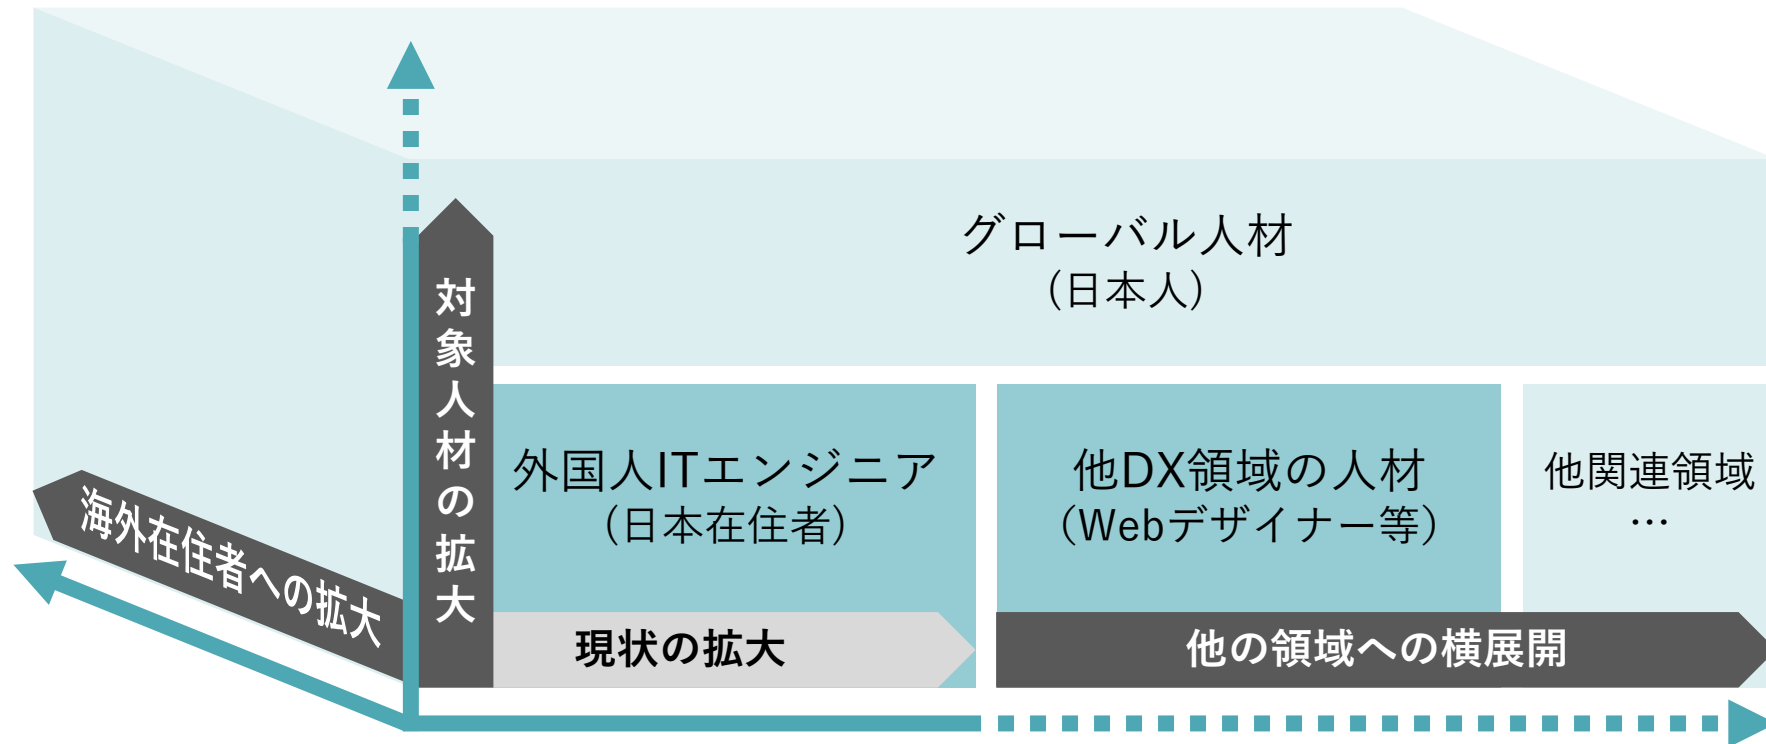 グローバル人材
（日本人）
対象人材の拡大
外国人ITエンジニア
（日本在住者）
他DX領域の人材
（Webデザイナー等）
他関連領域
…
海外在住者への拡大
現状の拡大
他の領域への横展開